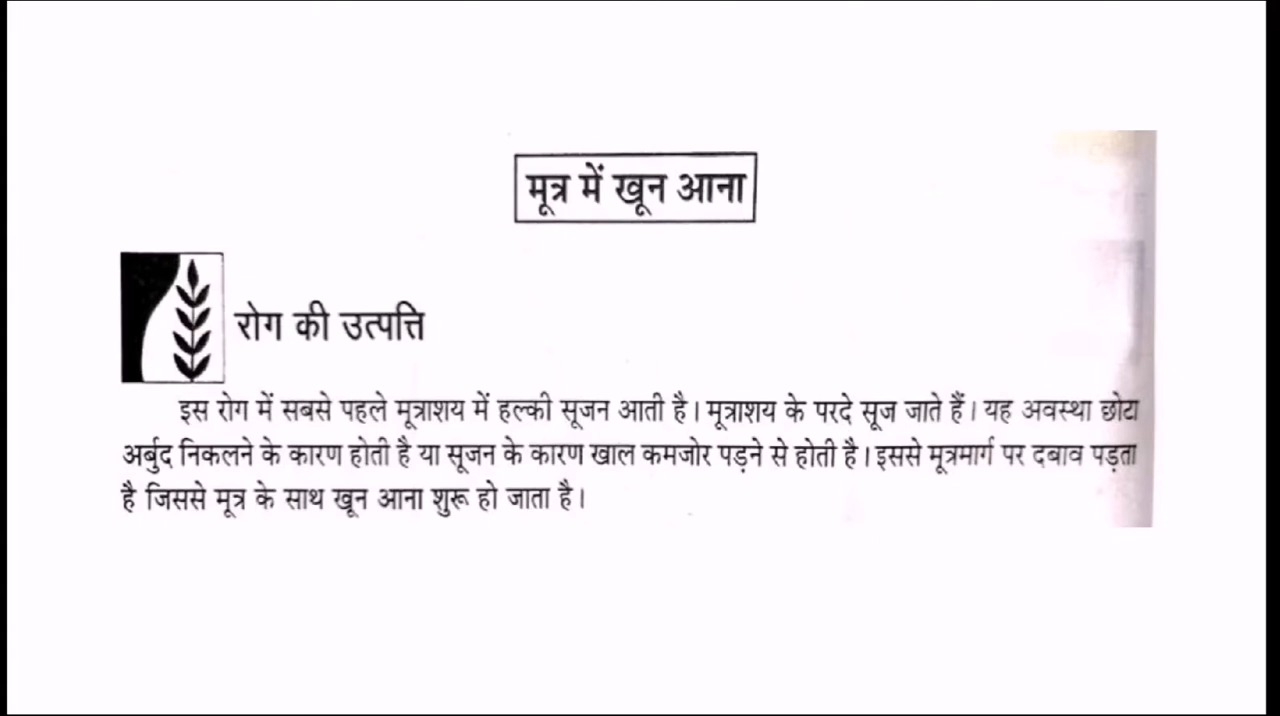 मूत्र में खून आना
रोग की उत्पत्ति
इस रोग में सबसे पहले मूत्राशय में हल्की सूजन आती है। मूत्राशय के परदे सूज जाते हैं। यह अवस्था छोटा
अर्बुद निकलने के कारण होती है या सूजन के कारण खाल कमजोर पड़ने से होती है। इससे मूत्रमार्ग पर दबाव पड़ता
है जिससे मूत्र के साथ खून आना शुरू हो जाता है।